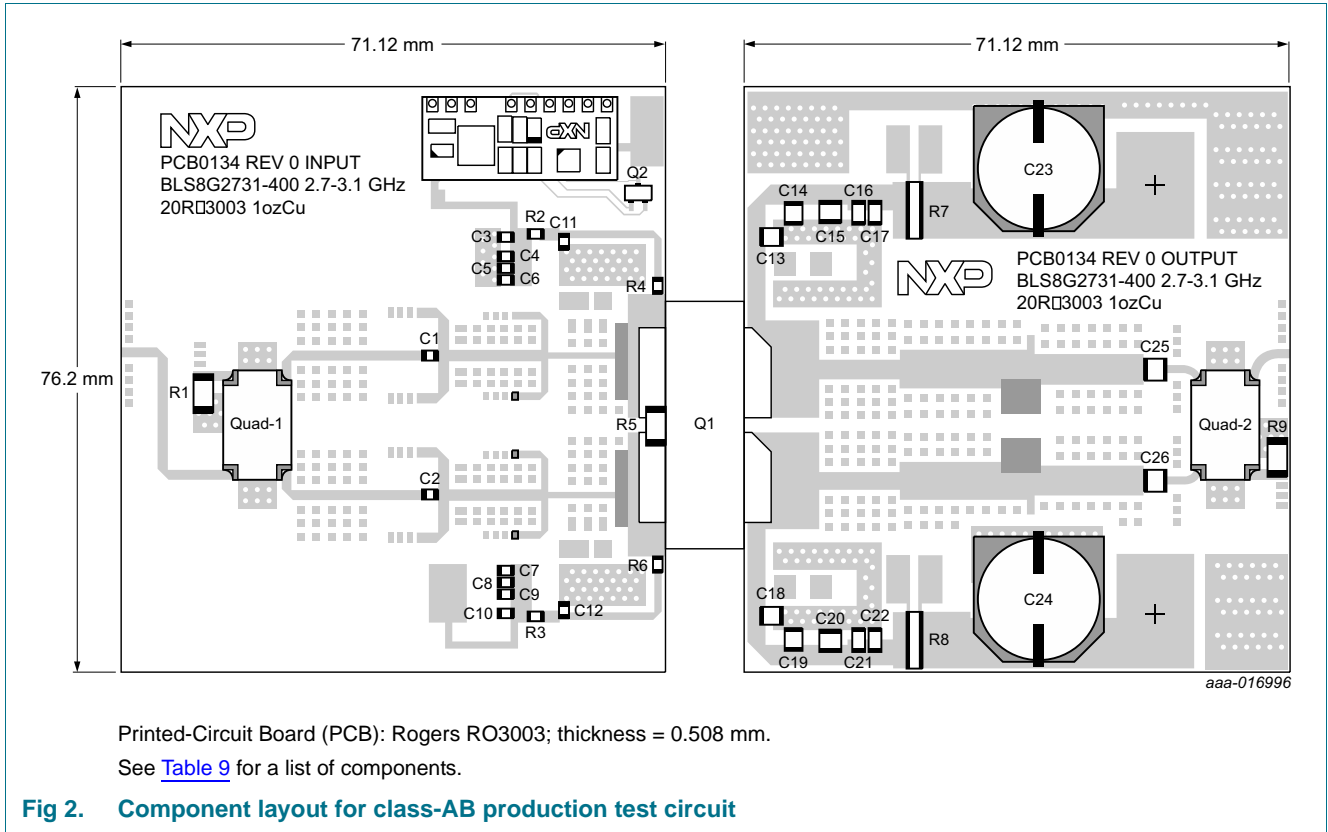 71.12 mm
71.12 mm
76.2 mm
NXP
PCB0134 REV 0 INPUT
BLS8G2731-400 2.7-3.1 GHz
20R▯3003 1ozCu
NXP
Q2
R2
C11
C3
C4
C5
C6
R4
C1
R1
Quad-1
R5
Q1
C2
R6
C7
C8
C9
C10
R3
C12
C23
C14
C16
R7
C15
C17
C13
NXP
PCB0134 REV 0 OUTPUT
BLS8G2731-400 2.7-3.1 GHz
20R▯3003 1ozCu
C25
Quad-2
R9
C26
C18
C20
C22
R8
C19
C21
C24
aaa-016996
Printed-Circuit Board (PCB): Rogers RO3003; thickness = 0.508 mm.
See Table 9 for a list of components.
Fig 2. Component layout for class-AB production test circuit